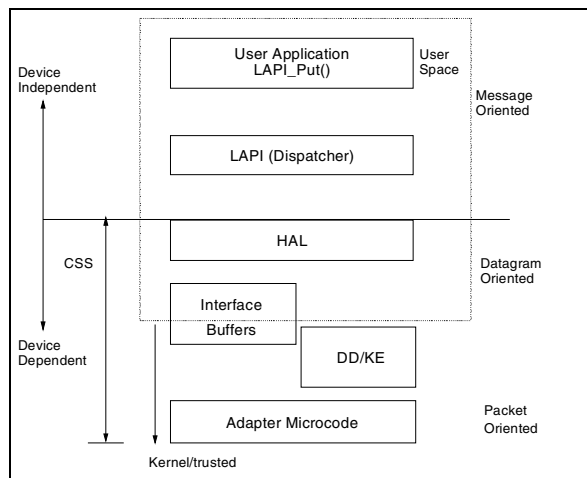 User Application
LAPI_Put()
User
Space
Device
Independent
Message
Oriented
LAPI (Dispatcher)
HAL
CSS
Datagram
Oriented
Interface
Buffers
Device
Dependent
DD/KE
Adapter Microcode
Packet
Oriented
Kernel/trusted